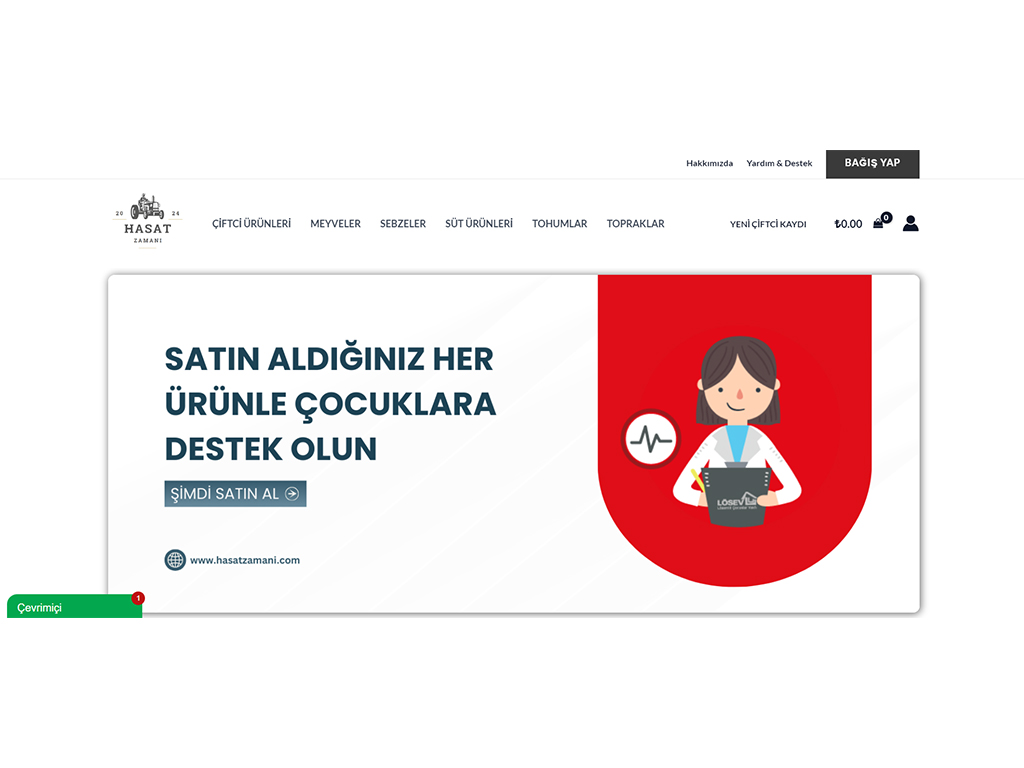 Hakkımızda Yardım & Destek BAĞIŞ YAP
20 24
HASAT
ZAMANI
ÇİFTCİ ÜRÜNLERİ MEYVELER SEBZELER SÜT ÜRÜNLERİ TOHUMLAR TOPRAKLAR YENİ ÇİFTCİ KAYDI ₺0.00 0
SATIN ALDIĞINIZ HER
ÜRÜNLE ÇOCUKLARA
DESTEK OLUN
ŞİMDİ SATIN AL
LÖSEV
www.hasatzamani.com
Çevrimiçi 1